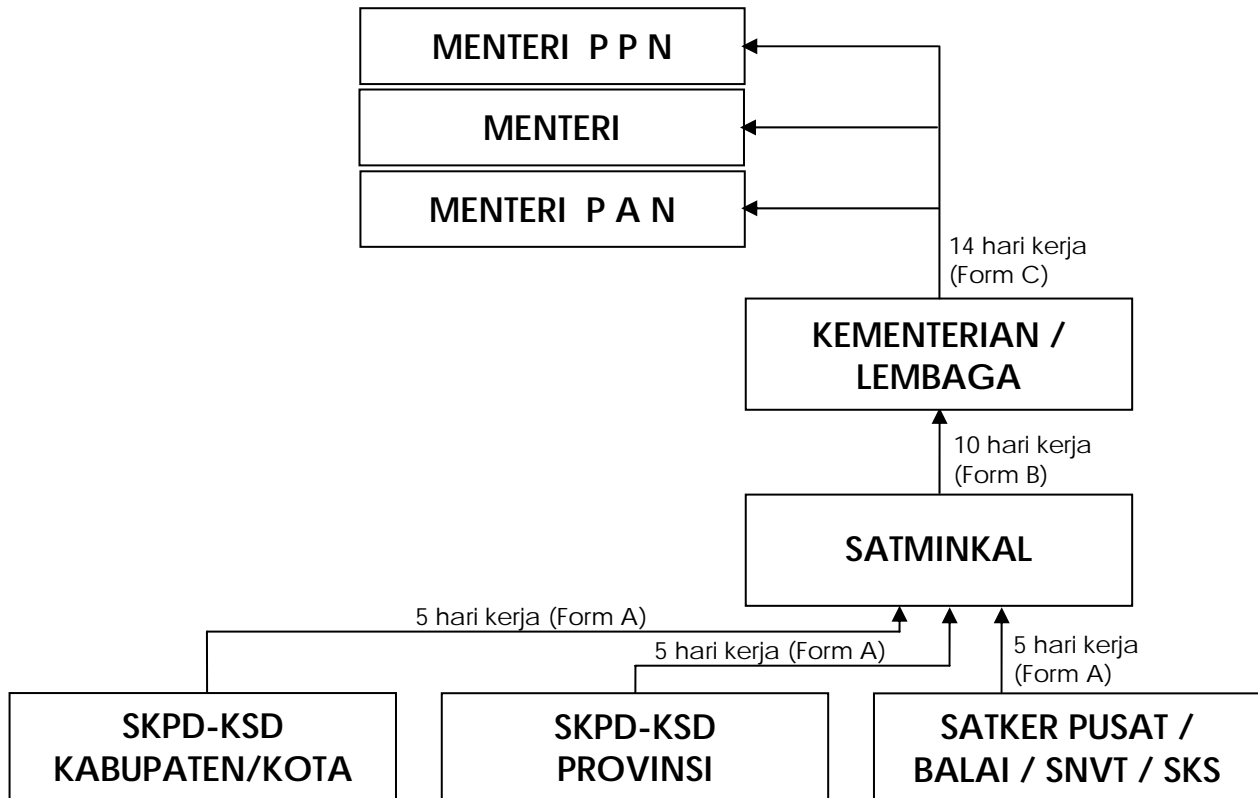 MENTERI P P N
MENTERI
MENTERI P A N
14 hari kerja
(Form C)
KEMENTERIAN /
LEMBAGA
10 hari kerja
(Form B)
SATMINKAL
5 hari kerja (Form A)
5 hari kerja (Form A)
5 hari kerja
(Form A)
SKPD-KSD
KABUPATEN/KOTA
SKPD-KSD
PROVINSI
SATKER PUSAT /
BALAI / SNVT / SKS